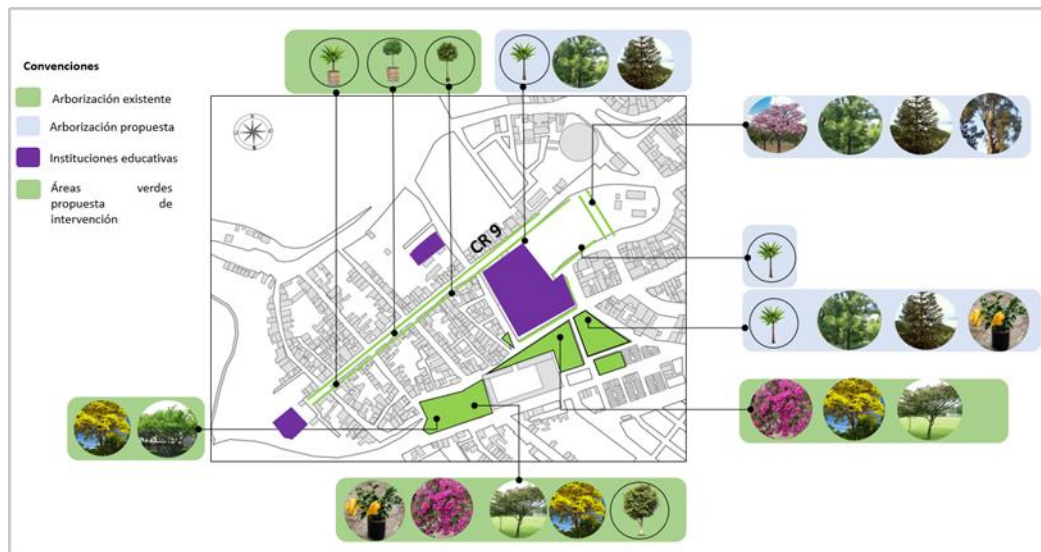 Convenciones
Arborización existente
Arborización propuesta
Instituciones educativas
Áreas verdes
propuesta de
intervención
CR 9